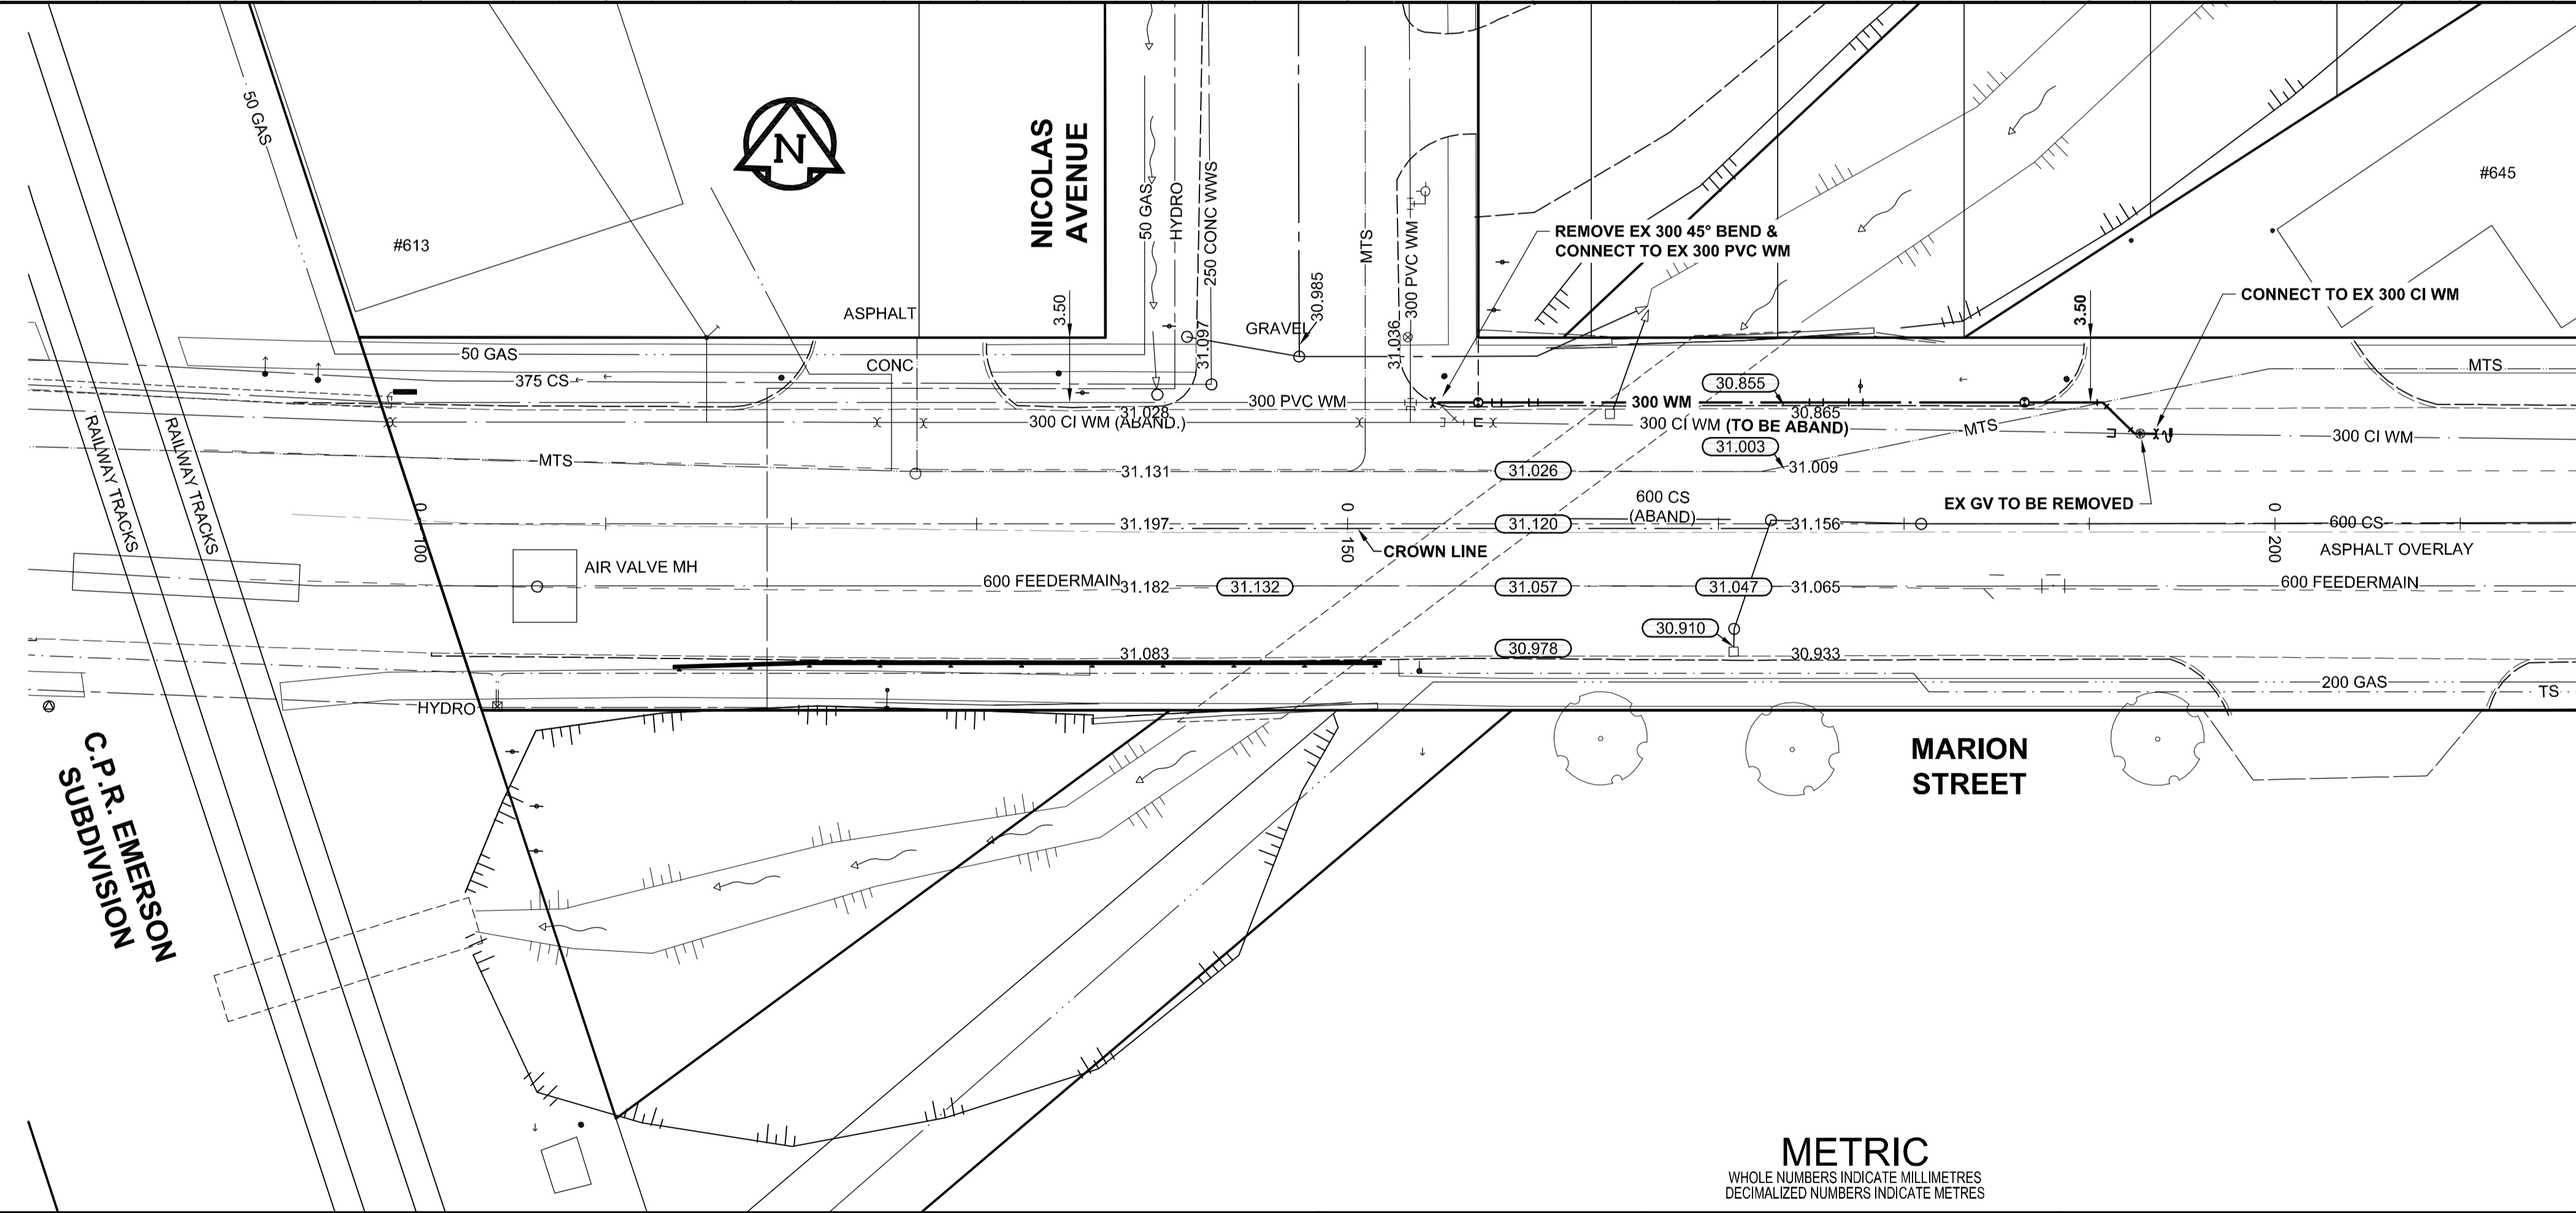 50 GAS
N
#613
NICOLAS
AVENUE
50 GAS
HYDRO
250 CONC WWS
MTS
300 PVC WM
#645
REMOVE EX 300 45° BEND &
CONNECT TO EX 300 PVC WM
CONNECT TO EX 300 CI WM
3.50
3.50
ASPHALT
GRAVEL
30.985
31.097
31.036
50 GAS
CONC
MTS
375 CS
30.855
300 PVC WM
300 WM
31.028
30.865
300 CI WM (ABAND.)
300 CI WM (TO BE ABAND)
MTS
300 CI WM
RAILWAY TRACKS
RAILWAY TRACKS
MTS
31.131
31.026
31.003
31.009
EX GV TO BE REMOVED
600 CS
(ABAND)
0
100
31.197
0
150
31.120
31.156
0
200
600 CS
CROWN LINE
ASPHALT OVERLAY
AIR VALVE MH
600 FEEDERMAIN
31.182
31.132
31.057
31.047
31.065
600 FEEDERMAIN
30.910
31.083
30.978
30.933
200 GAS
TS
HYDRO
C.P.R. EMERSON
SUBDIVISION
MARION
STREET
METRIC
WHOLE NUMBERS INDICATE MILLIMETRES
DECIMALIZED NUMBERS INDICATE METRES